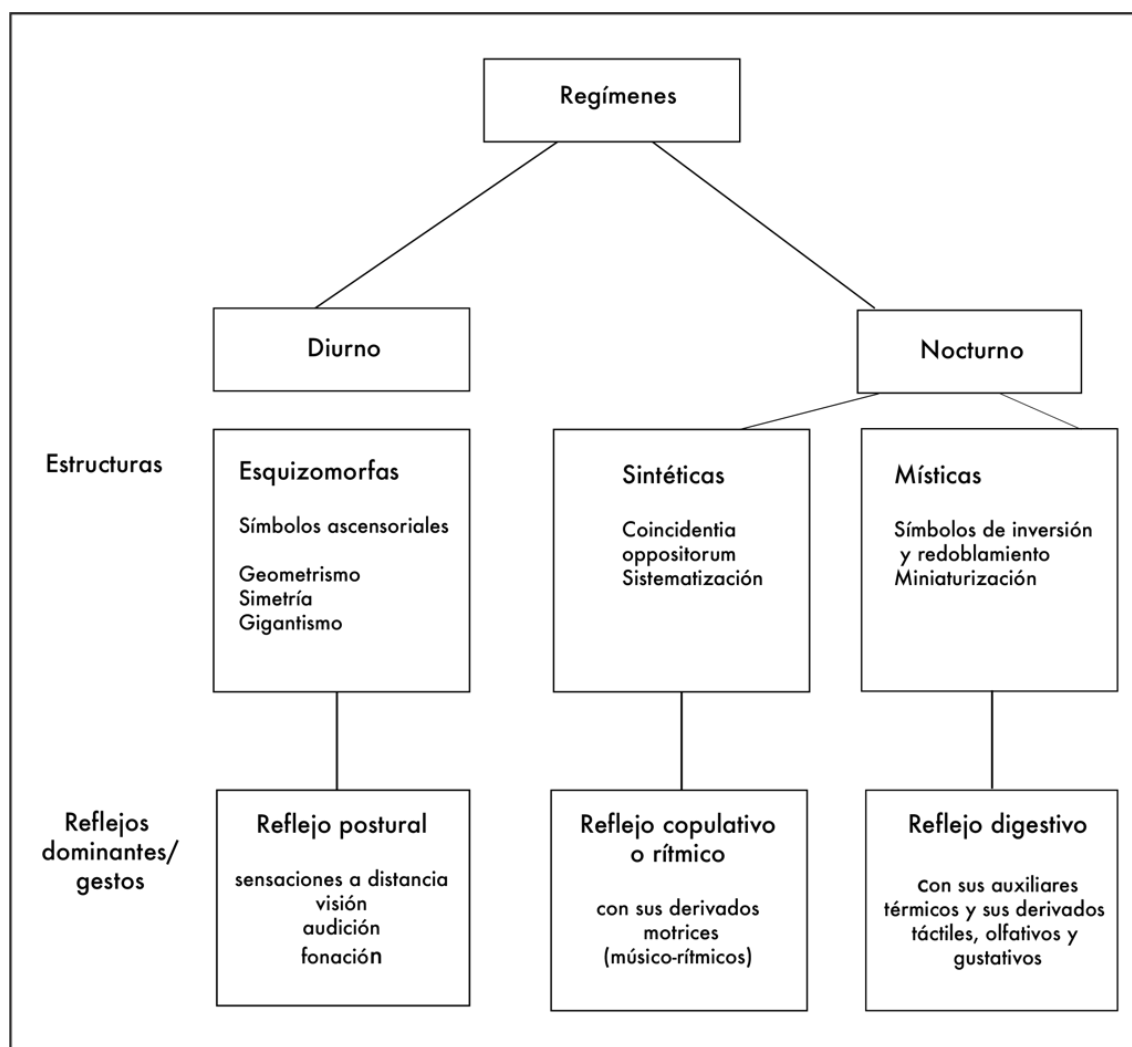 Regímenes
Diurno
Nocturno
Estructuras
Esquizomorfas
Símbolos ascensoriales
Geometrismo
Simetría
Gigantismo
Sintéticas
Coincidentia
oppositorum
Sistematización
Místicas
Símbolos de inversión
y redoblamiento
Miniaturización
Reflejos
dominantes/
gestos
Reflejo postural
sensaciones a distancia
visión
audición
fonación
Reflejo copulativo
o rítmico
con sus derivados
motrices
(músico-rítmicos)
Reflejo digestivo
con sus auxiliares
térmicos y sus derivados
táctiles, olfativos y
gustativos